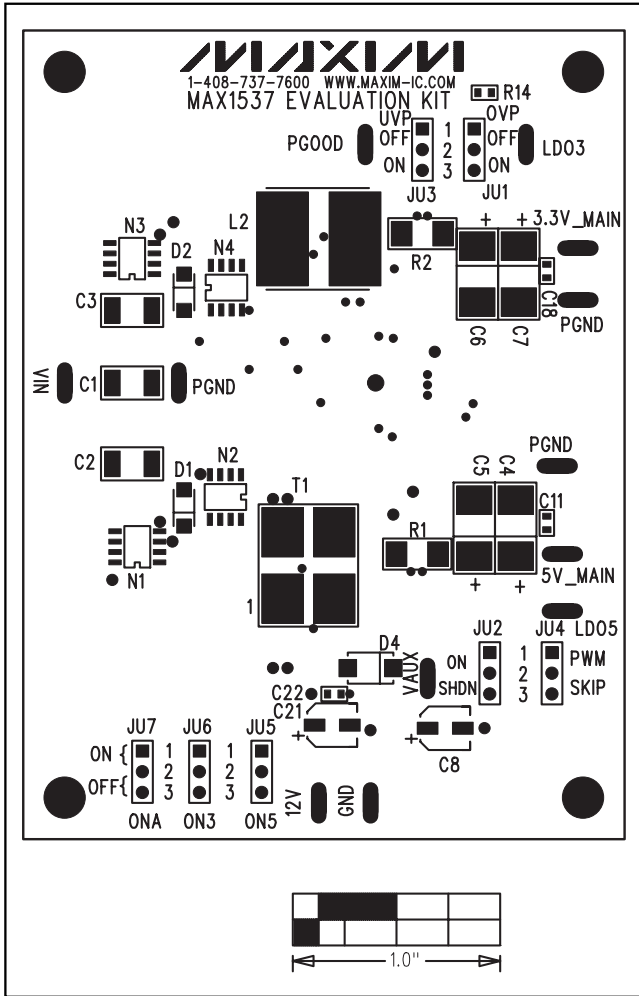 MAXIM
1-408-737-7600 WWW.MAXIM-IC.COM
MAX1537 EVALUATION KIT
R14
UVP
OVP
PGOOD
OFF
1
OFF
LDO3
2
ON
3
ON
JU3
JU1
N3
D2
N4
L2
+
+
3.3V_MAIN
R2
C3
C18
C6
C7
PGND
VIN
C1
PGND
C2
D1
N2
T1
C5
C4
PGND
C11
R1
N1
1
+
+
5V_MAIN
JU2
JU4
LDO5
D4
VAUX
ON
SHDN
1
2
3
PWM
SKIP
C22
C21
+
+
C8
JU7
JU6
JU5
ON {
1
1
2
2
OFF{
3
3
ONA
ON3
ON5
12V
GND
1.0"